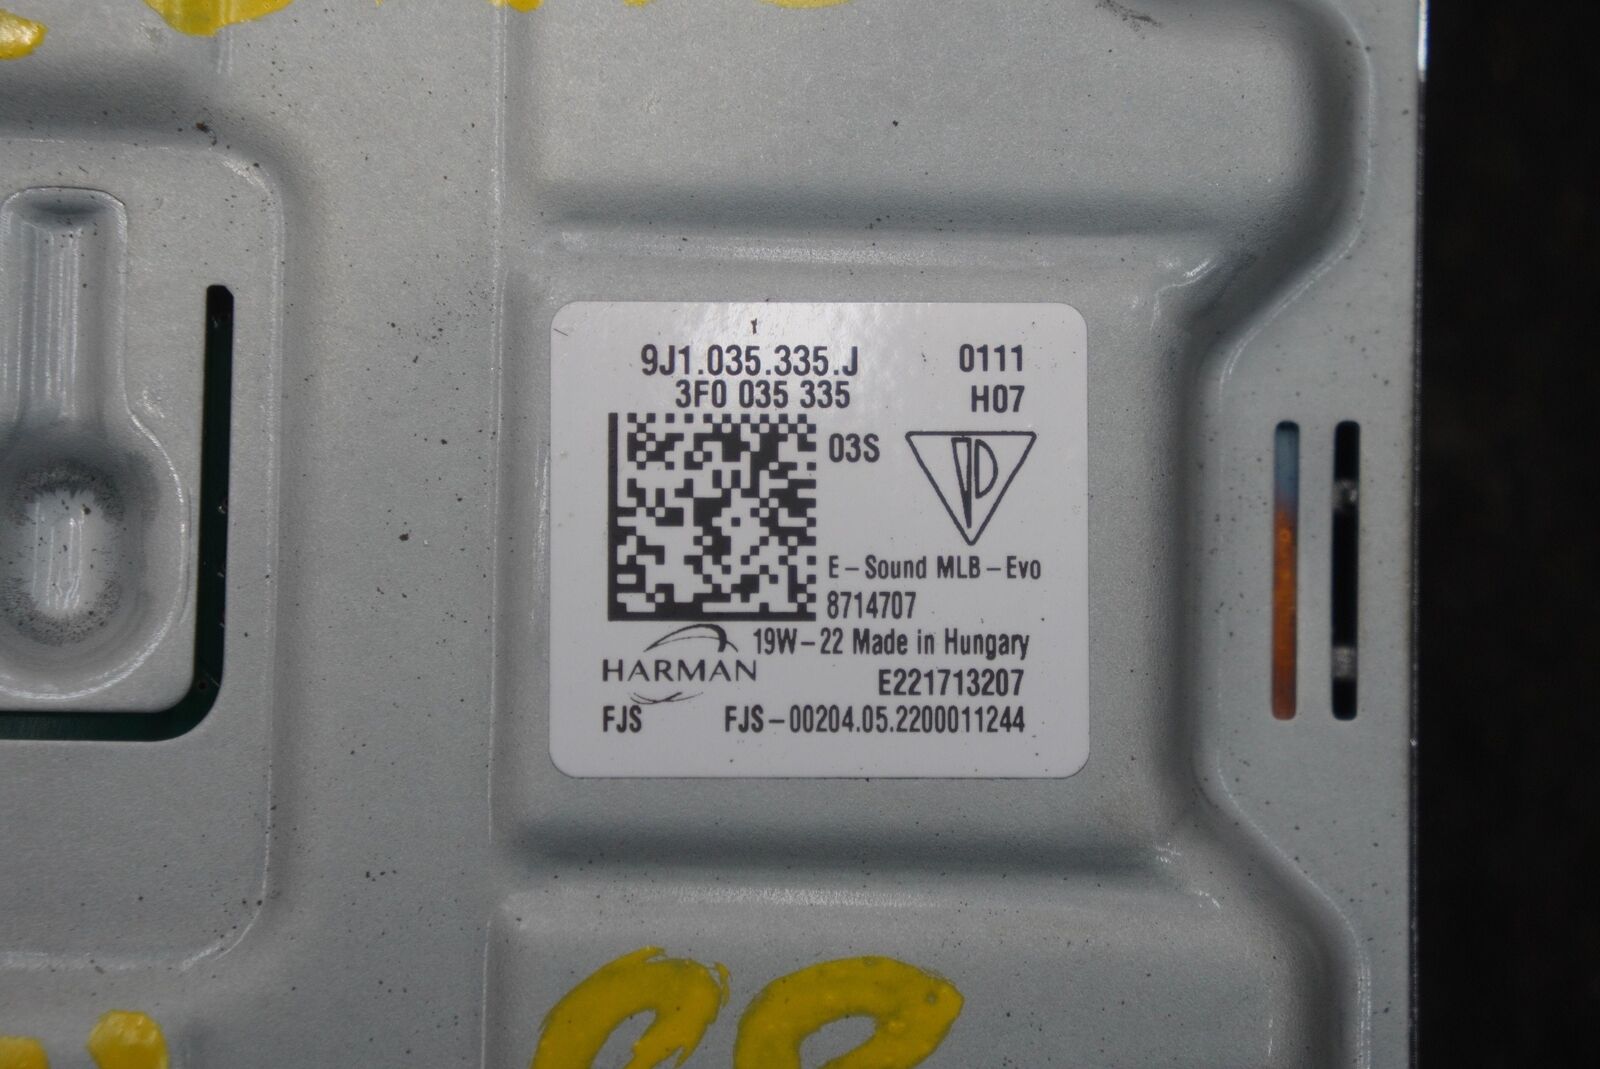 9J1.035.335.J 0111
3F0 035 335 H07
03S
E-Sound MLB-Evo
8714707
19W-22 Made in Hungary
HARMAN
E221713207
FJS FJS-00204.05.2200011244